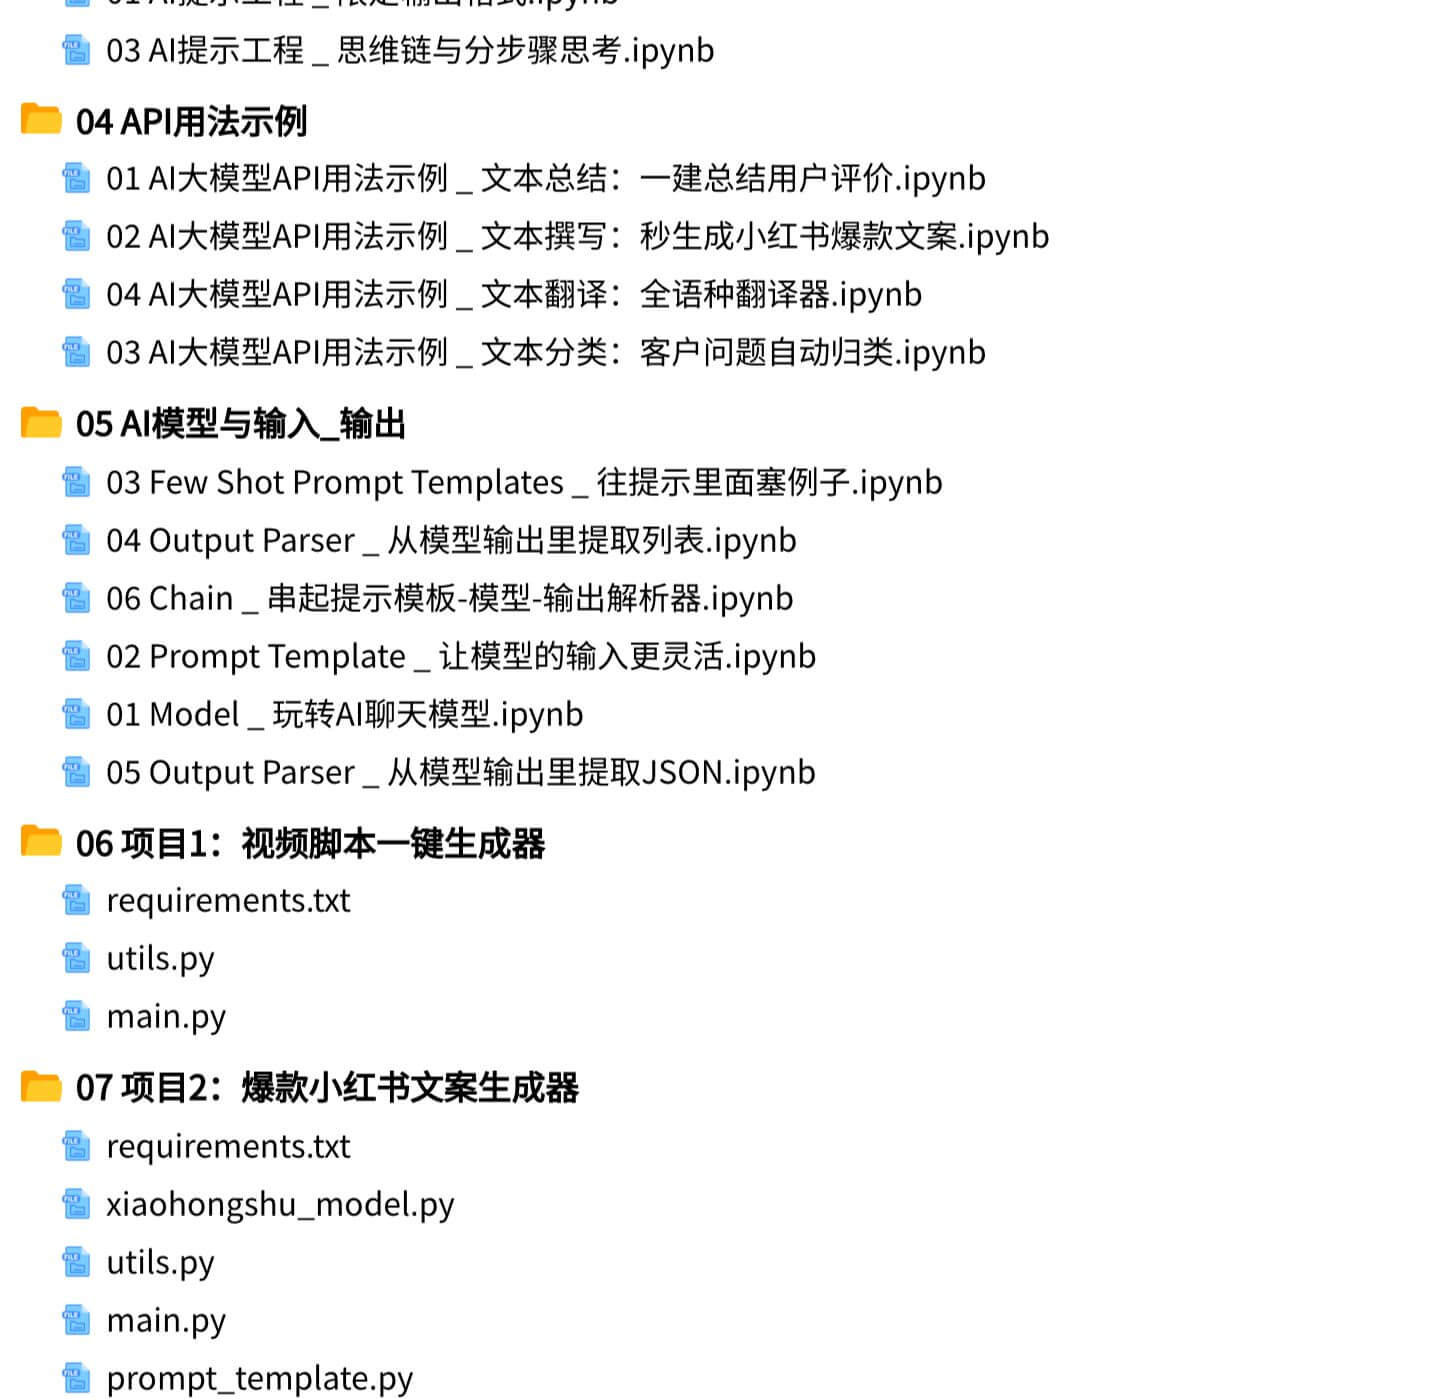 01 AI提示工程 _ 限定输出格式.ipynb
03 AI提示工程 _ 思维链与分步骤思考.ipynb
04 API用法示例
01 AI大模型API用法示例 _ 文本总结：一建总结用户评价.ipynb
02 AI大模型API用法示例 _ 文本撰写：秒生成小红书爆款文案.ipynb
04 AI大模型API用法示例 _ 文本翻译：全语种翻译器.ipynb
03 AI大模型API用法示例 _ 文本分类：客户问题自动归类.ipynb
05 AI模型与输入_输出
03 Few Shot Prompt Templates _ 往提示里面塞例子.ipynb
04 Output Parser _ 从模型输出里提取列表.ipynb
06 Chain _ 串起提示模板-模型-输出解析器.ipynb
02 Prompt Template _ 让模型的输入更灵活.ipynb
01 Model _ 玩转AI聊天模型.ipynb
05 Output Parser _ 从模型输出里提取JSON.ipynb
06 项目1：视频脚本一键生成器
requirements.txt
utils.py
main.py
07 项目2：爆款小红书文案生成器
requirements.txt
xiaohongshu_model.py
utils.py
main.py
prompt_template.py